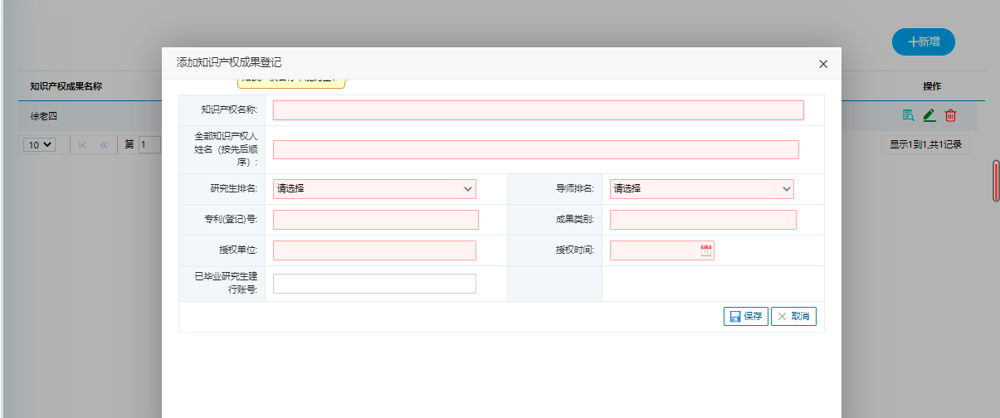 +新增
添加知识产权成果登记
知识产权成果名称
操作
知识产权名称:
徐老四
全部知识产权人
姓名（按先后顺
序）:
10
第 1
显示1到1,共1记录
研究生排名: 请选择 导师排名: 请选择
专利(登记)号: 成果类别:
授权单位: 授权时间:
已毕业研究生建
行账号:
保存 取消